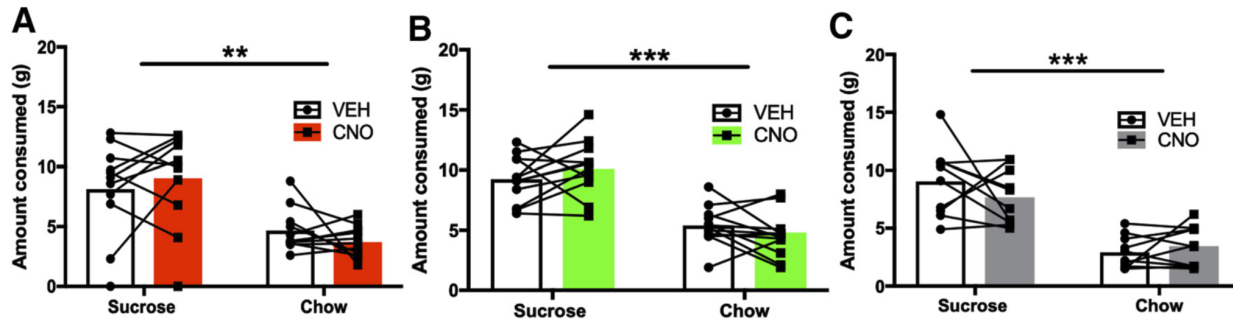 A
Amount consumed (g)
20
15
10
5
0
**
VEH
CNO
Sucrose
Chow
B
Amount consumed (g)
20
15
10
5
0
***
VEH
CNO
Sucrose
Chow
C
Amount consumed (g)
20
15
10
5
0
***
VEH
CNO
Sucrose
Chow